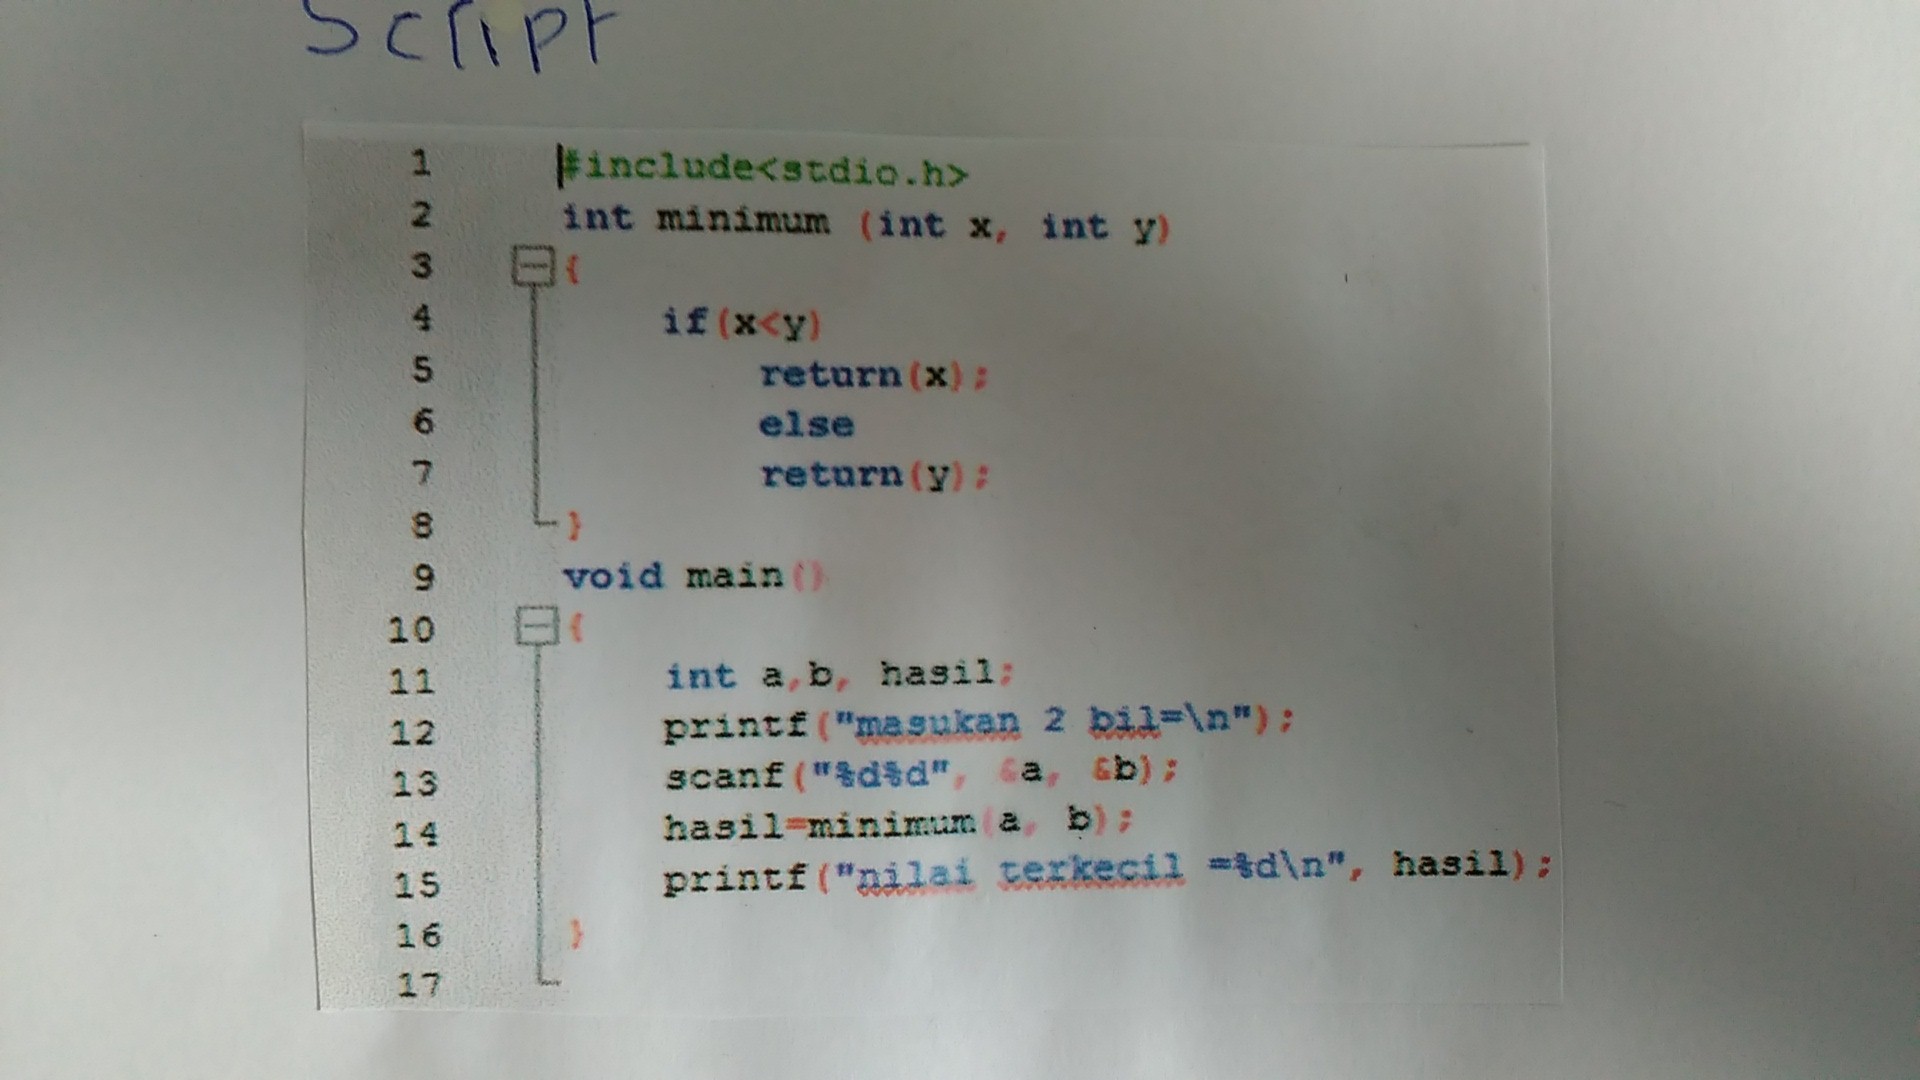 Script
1 #include<stdio.h>
2 int minimum (int x, int y)
3 {
4 if(x<y)
5 return(x);
6 else
7 return(y);
8 }
9 void main()
10 {
11 int a,b, hasil;
12 printf("masukan 2 bil=\n");
13 scanf("%d%d", &a, &b);
14 hasil=minimum(a, b);
15 printf("nilai terkecil =%d\n", hasil);
16 }
17